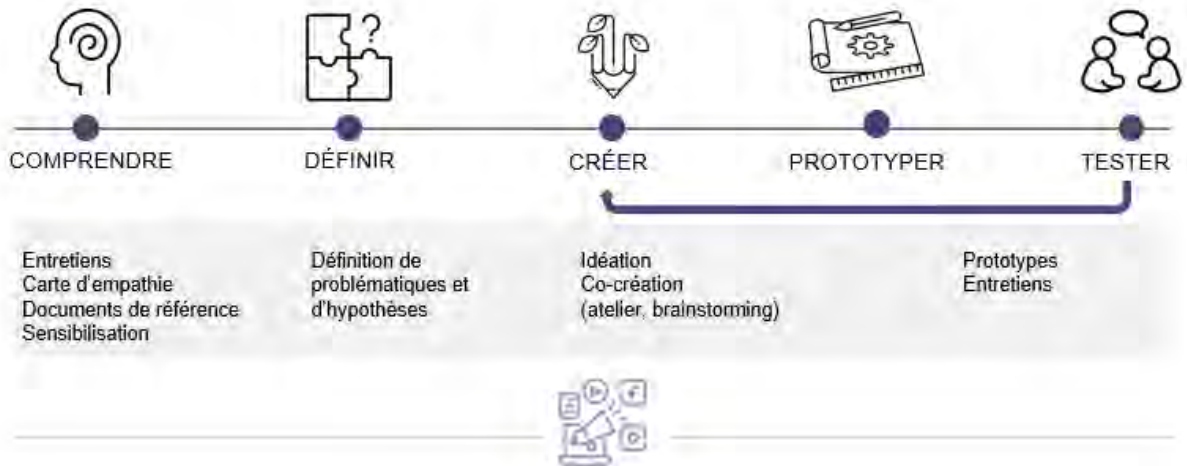 ?
COMPRENDRE
DÉFINIR
CRÉER
PROTOTYPER
TESTER
Entretiens
Carte d'empathie
Documents de référence
Sensibilisation
Définition de
problématiques et
d'hypothèses
Idéation
Co-création
(atelier, brainstorming)
Prototypes
Entretiens